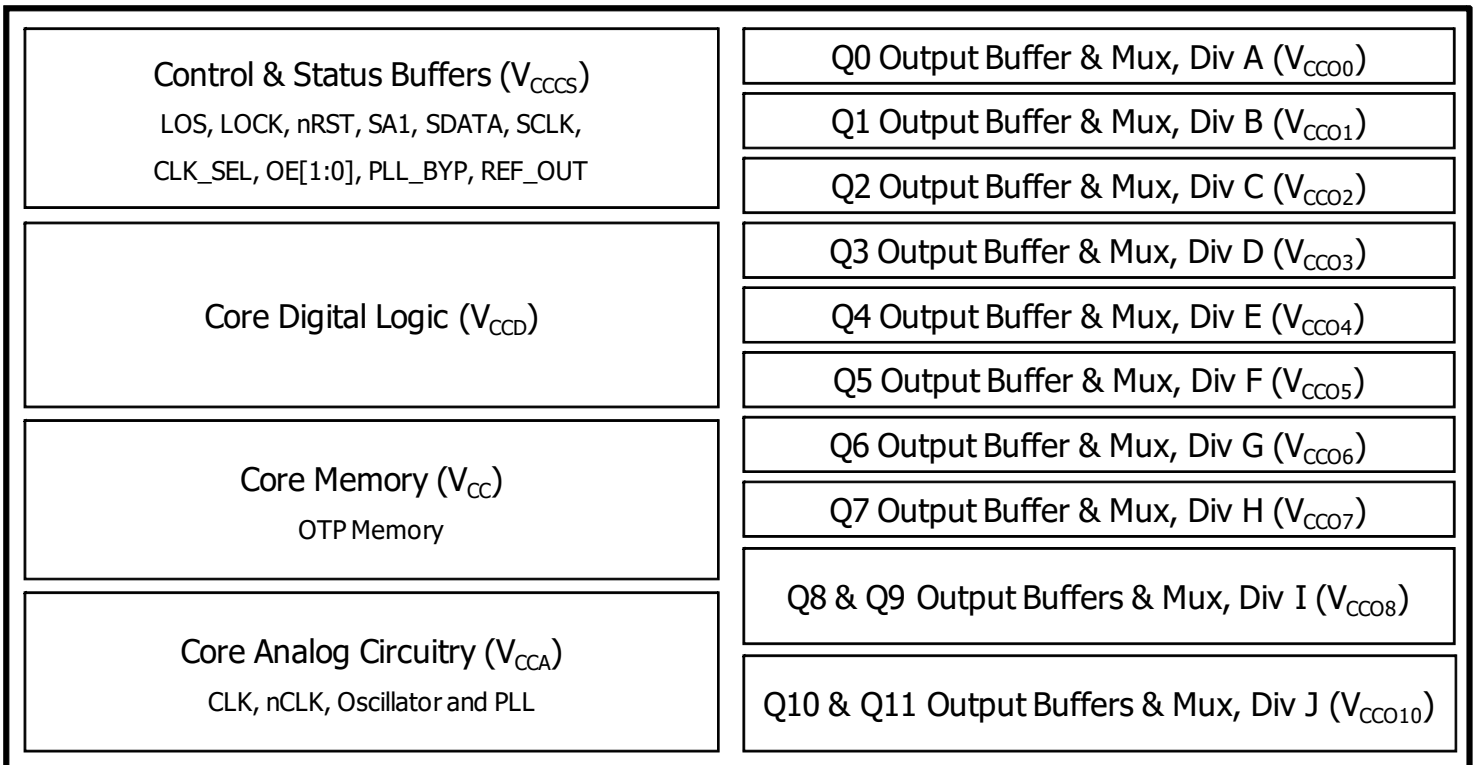 Control & Status Buffers (VCCCS)
LOS, LOCK, nRST, SA1, SDATA, SCLK,
CLK_SEL, OE[1:0], PLL_BYP, REF_OUT
Core Digital Logic (VCCD)
Core Memory (VCC)
OTP Memory
Core Analog Circuitry (VCCA)
CLK, nCLK, Oscillator and PLL
Q0 Output Buffer & Mux, Div A (VCCO0)
Q1 Output Buffer & Mux, Div B (VCCO1)
Q2 Output Buffer & Mux, Div C (VCCO2)
Q3 Output Buffer & Mux, Div D (VCCO3)
Q4 Output Buffer & Mux, Div E (VCCO4)
Q5 Output Buffer & Mux, Div F (VCCO5)
Q6 Output Buffer & Mux, Div G (VCCO6)
Q7 Output Buffer & Mux, Div H (VCCO7)
Q8 & Q9 Output Buffers & Mux, Div I (VCCO8)
Q10 & Q11 Output Buffers & Mux, Div J (VCCO10)